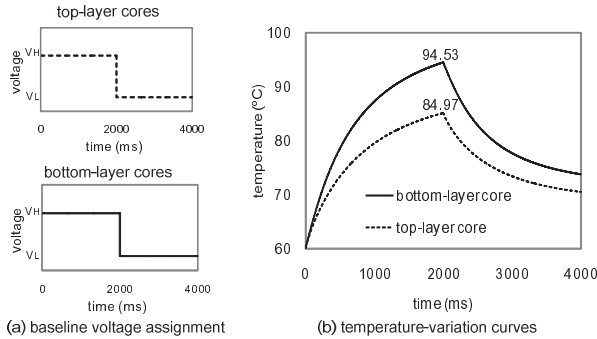 top-layer cores
voltage
VH
VL
0 2000 4000
time (ms)
bottom-layer cores
voltage
VH
VL
0 2000 4000
time (ms)
(a) baseline voltage assignment
temperature (ºC)
100
90
80
70
60
94.53
84.97
bottom-layer core
top-layer core
0 1000 2000 3000 4000
time (ms)
(b) temperature-variation curves